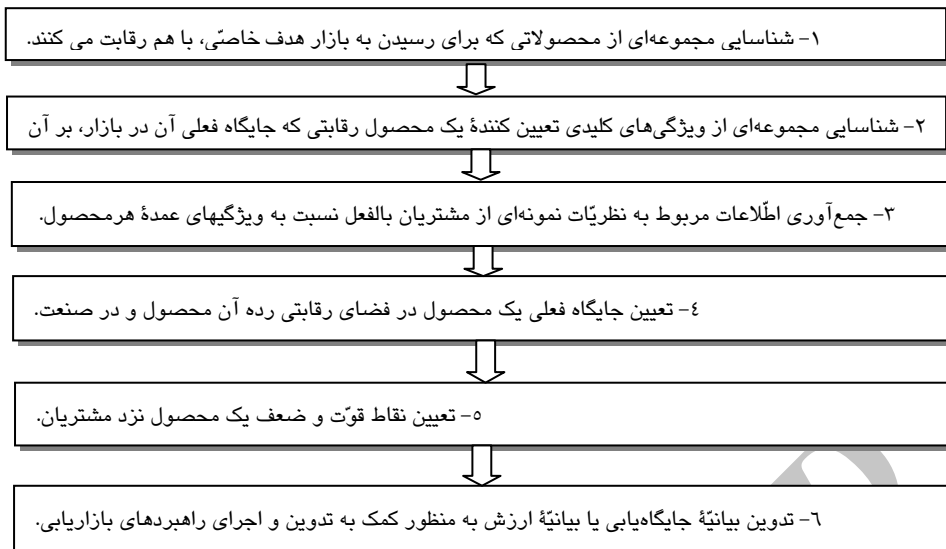 ۱- شناسایی مجموعه‌ای از محصولاتی که برای رسیدن به بازار هدف خاصّی، با هم رقابت می کنند.
۲- شناسایی مجموعه‌ای از ویژگی‌های کلیدی تعیین کنندۀ یک محصول رقابتی که جایگاه فعلی آن در بازار، بر آن
۳- جمع‌آوری اطّلاعات مربوط به نظریّات نمونه‌ای از مشتریان بالفعل نسبت به ویژگیهای عمدۀ هرمحصول.
٤- تعیین جایگاه فعلی یک محصول در فضای رقابتی رده آن محصول و در صنعت.
٥- تعیین نقاط قوّت و ضعف یک محصول نزد مشتریان.
٦- تدوین بیانیّۀ جایگاه‌یابی یا بیانیّۀ ارزش به منظور کمک به تدوین و اجرای راهبردهای بازاریابی.